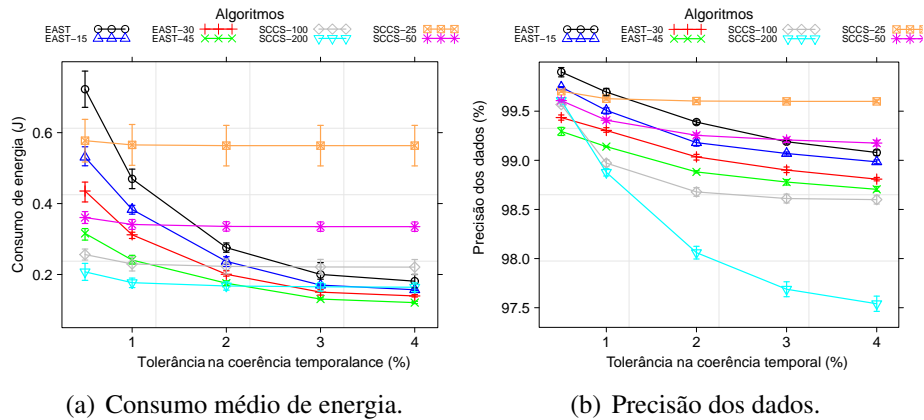 Algoritmos
EAST
EAST−15
EAST−30
EAST−45
SCCS−100
SCCS−200
SCCS−25
SCCS−50
Consumo de energia (J)
0.6
0.4
0.2
1 2 3 4
Tolerância na coerência temporalance (%)
(a) Consumo médio de energia.
Algoritmos
EAST
EAST−15
EAST−30
EAST−45
SCCS−100
SCCS−200
SCCS−25
SCCS−50
Precisão dos dados (%)
99.5
99.0
98.5
98.0
97.5
1 2 3 4
Tolerância na coerência temporal (%)
(b) Precisão dos dados.